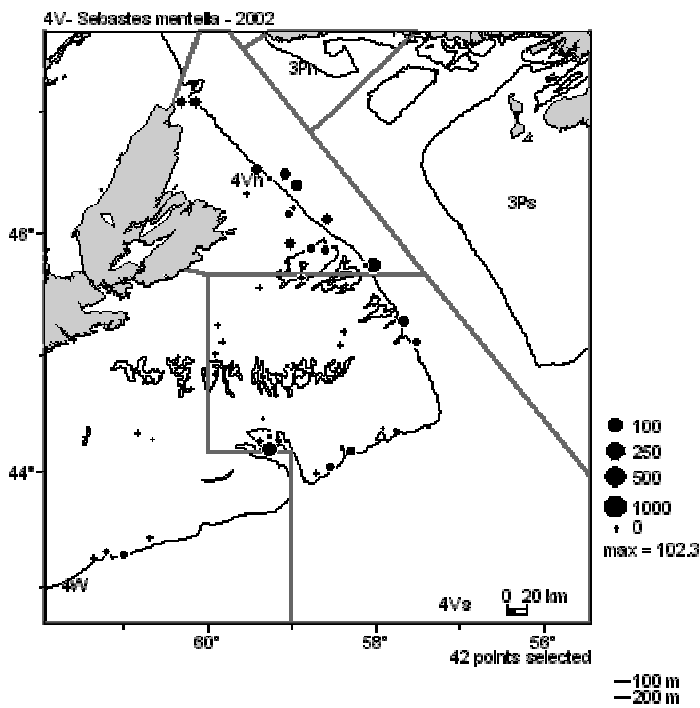 4V- Sebastes mentella - 2002
3Pn
4Vn
3Ps
46°
44°
100
250
500
1000
0
max = 102.3
4W
4Vs
0 20 km
60°
58°
56°
42 points selected
100 m
200 m